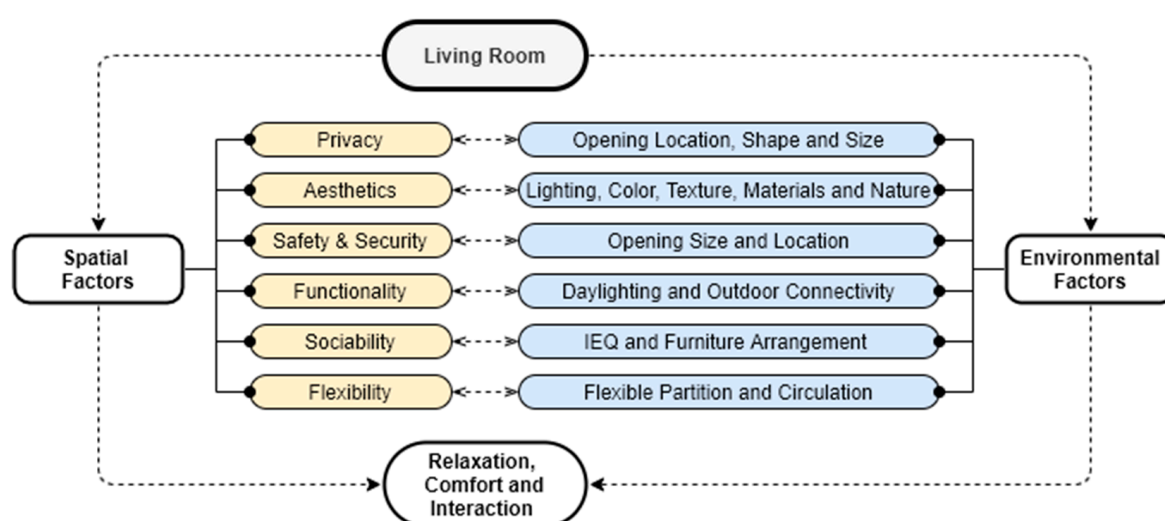 Living Room
Privacy
Opening Location, Shape and Size
Aesthetics
Lighting, Color, Texture, Materials and Nature
Safety & Security
Opening Size and Location
Spatial
Factors
Environmental
Factors
Functionality
Daylighting and Outdoor Connectivity
Sociability
IEQ and Furniture Arrangement
Flexibility
Flexible Partition and Circulation
Relaxation,
Comfort and
Interaction